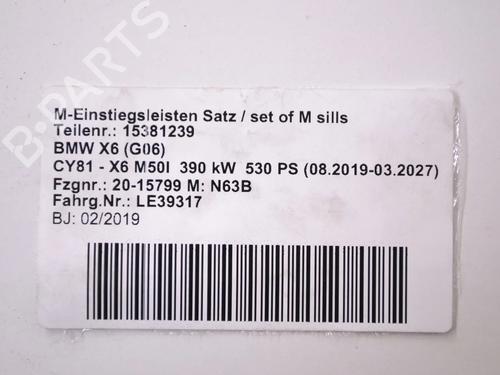 B-PARTS
M-Einstiegsleisten Satz / set of M sills
Teilenr.: 15381239
BMW X6 (G06)
CY81 - X6 M50I 390 kW 530 PS (08.2019-03.2027)
Fzgnr.: 20-15799 M: N63B
Fahrg.Nr.: LE39317
BJ: 02/2019